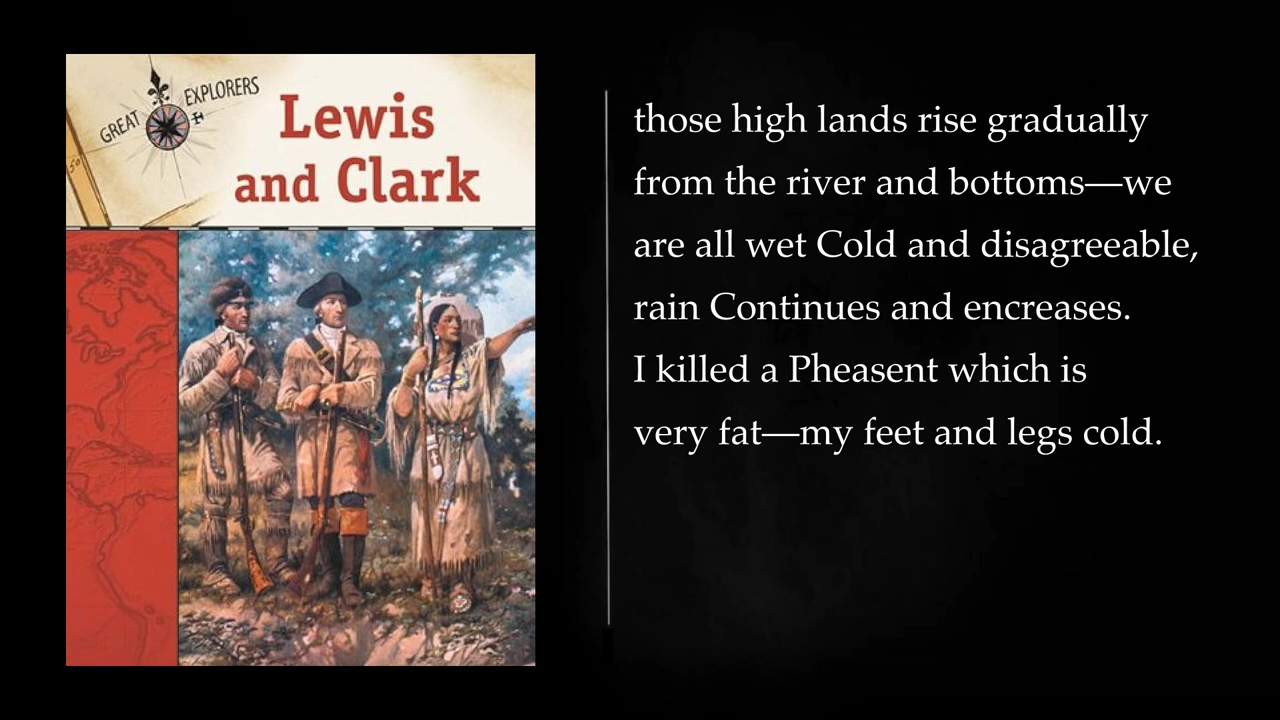 GREAT EXPLORERS
Lewis
and Clark
50
those high lands rise gradually
from the river and bottoms—we
are all wet Cold and disagreeable,
rain Continues and encreases.
I killed a Pheasent which is
very fat—my feet and legs cold.